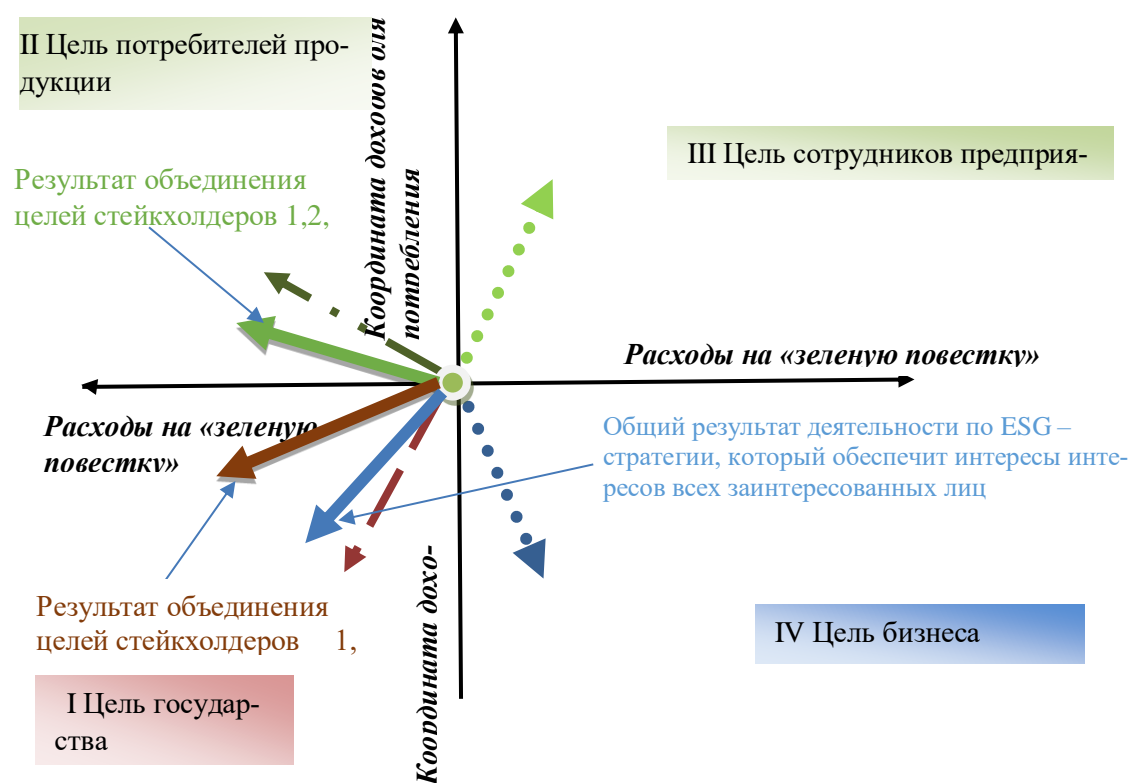 II Цель потребителей про-
дукции
Координата доходов для
потребления
III Цель сотрудников предприя-
Результат объединения
целей стейкхолдеров 1,2,
Расходы на «зеленую повестку»
Расходы на «зеленую
повестку»
Общий результат деятельности по ESG –
стратегии, который обеспечит интересы инте-
ресов всех заинтересованных лиц
Координата дохо-
Результат объединения
целей стейкхолдеров 1,
IV Цель бизнеса
I Цель государ-
ства